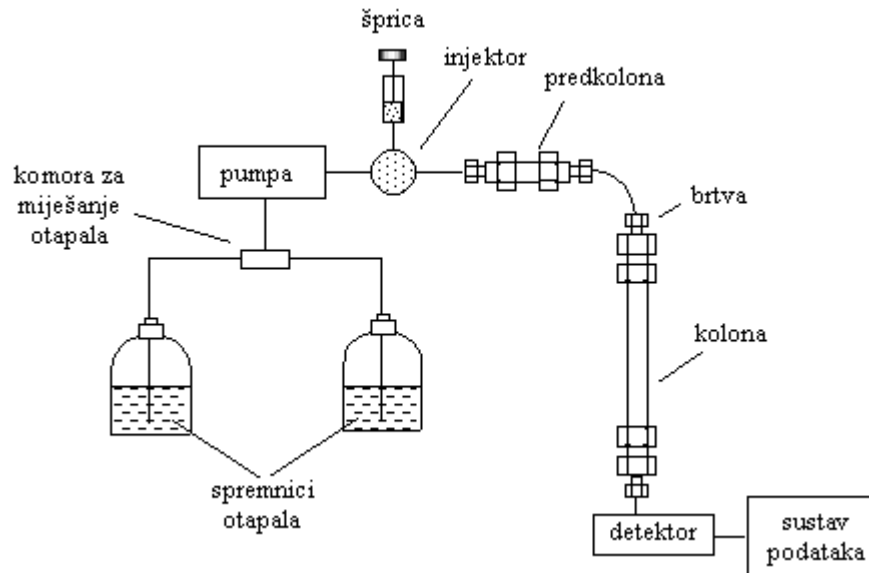 šprica
injektor
predkolona
pumpa
komora za
miješanje
otapala
brtva
kolona
spremnici
otapala
detektor
sustav
podataka